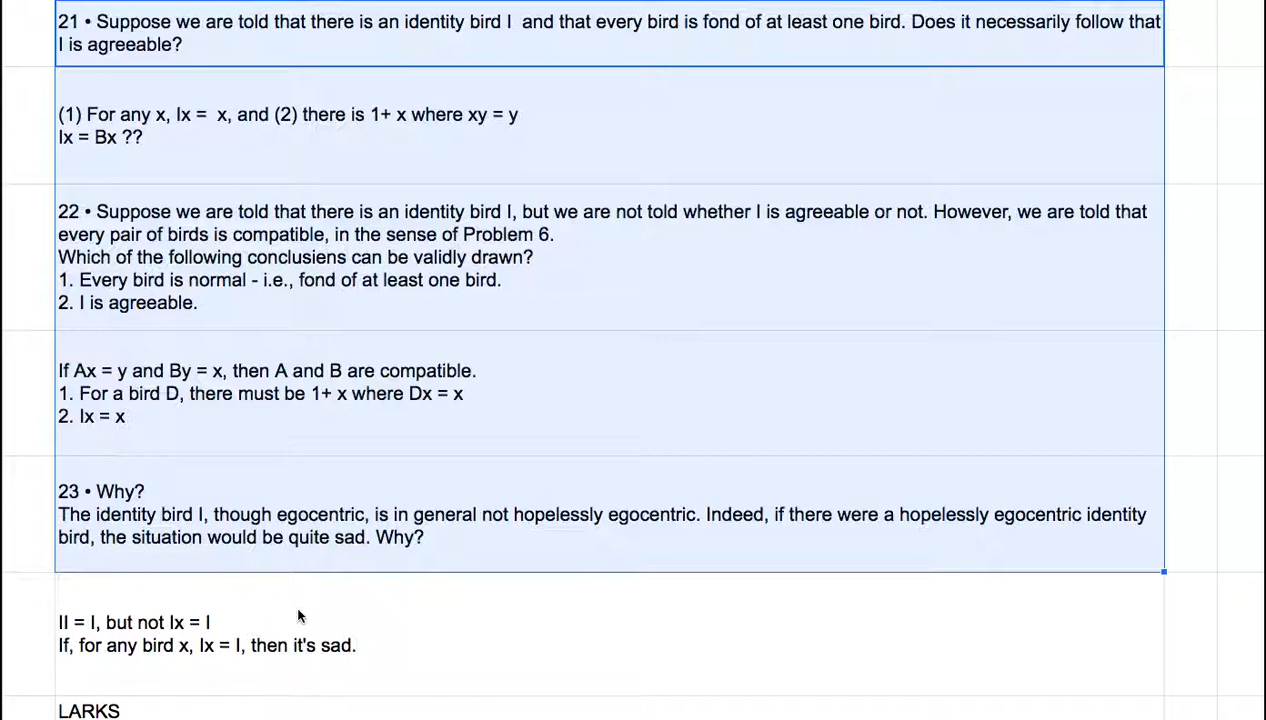 21 • Suppose we are told that there is an identity bird I  and that every bird is fond of at least one bird. Does it necessarily follow that
I is agreeable?
(1) For any x, Ix =  x, and (2) there is 1+ x where xy = y
Ix = Bx ??
22 • Suppose we are told that there is an identity bird I, but we are not told whether I is agreeable or not. However, we are told that
every pair of birds is compatible, in the sense of Problem 6.
Which of the following conclusiens can be validly drawn?
1. Every bird is normal - i.e., fond of at least one bird.
2. I is agreeable.
If Ax = y and By = x, then A and B are compatible.
1. For a bird D, there must be 1+ x where Dx = x
2. Ix = x
23 • Why?
The identity bird I, though egocentric, is in general not hopelessly egocentric. Indeed, if there were a hopelessly egocentric identity
bird, the situation would be quite sad. Why?
II = I, but not Ix = I
If, for any bird x, Ix = I, then it's sad.
LARKS